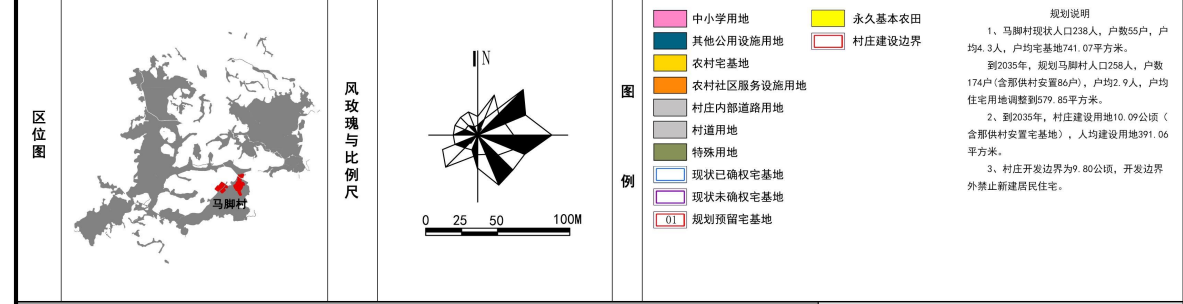 区位图
马脚村
风玫瑰与比例尺
N
0 25 50 100M
图例
中小学用地
其他公用设施用地
农村宅基地
农村社区服务设施用地
村庄内部道路用地
村道用地
特殊用地
现状已确权宅基地
现状未确权宅基地
01 规划预留宅基地
永久基本农田
村庄建设边界
规划说明
1、马脚村现状人口238人，户数55户，户
均4.3人，户均宅基地741.07平方米。
到2035年，规划马脚村人口258人，户数
174户(含那供村安置86户)，户均2.9人，户均
住宅用地调整到579.85平方米。
2、到2035年，村庄建设用地10.09公顷（
含那供村安置宅基地），人均建设用地391.06
平方米。
3、村庄开发边界为9.80公顷，开发边界
外禁止新建居民住宅。